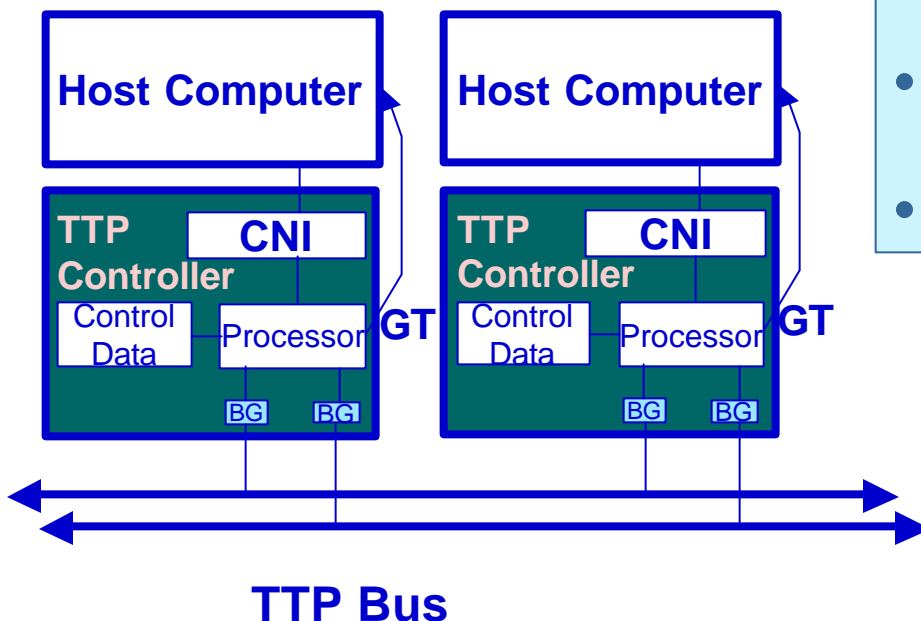 Host Computer
Host Computer
TTP
Controller
CNI
Control
Data
Processor
GT
BG
BG
TTP
Controller
CNI
Control
Data
Processor
GT
BG
BG
TTP Bus